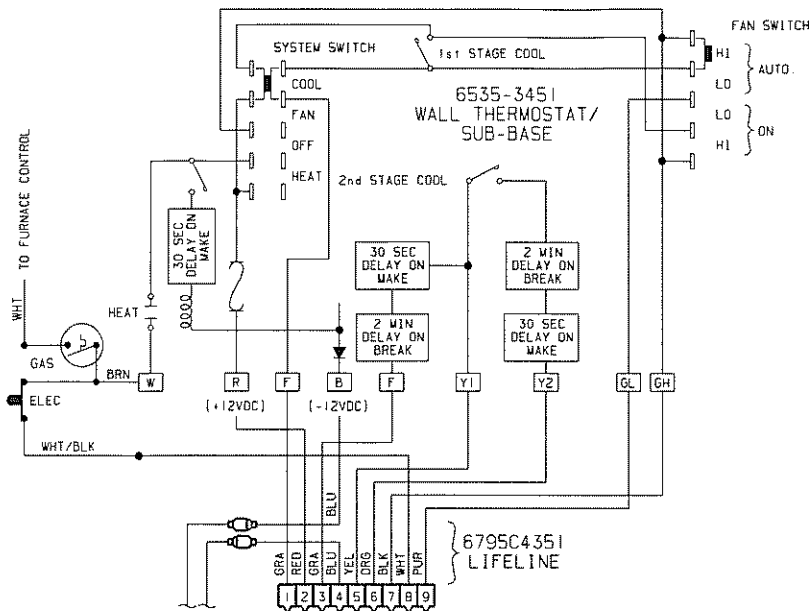 FAN SWITCH
SYSTEM SWITCH
1st STAGE COOL
HI
AUTO.
LO
LO
ON
HI
COOL
FAN
OFF
HEAT
6535-3451
WALL THERMOSTAT/
SUB-BASE
2nd STAGE COOL
TO FURNACE CONTROL
WHT
30 SEC
DELAY ON
MAKE
30 SEC
DELAY ON
MAKE
2 MIN
DELAY ON
BREAK
HEAT
2 MIN
DELAY ON
BREAK
30 SEC
DELAY ON
MAKE
GAS
BRN
W
R
F
B
F
Y1
Y2
GL
GH
ELEC
(+12VDC)
(-12VDC)
WHT/BLK
BLU
GRA
RED
GRA
BLU
YEL
ORG
BLK
WHT
PUR
6795C4351
LIFELINE
1 2 3 4 5 6 7 8 9